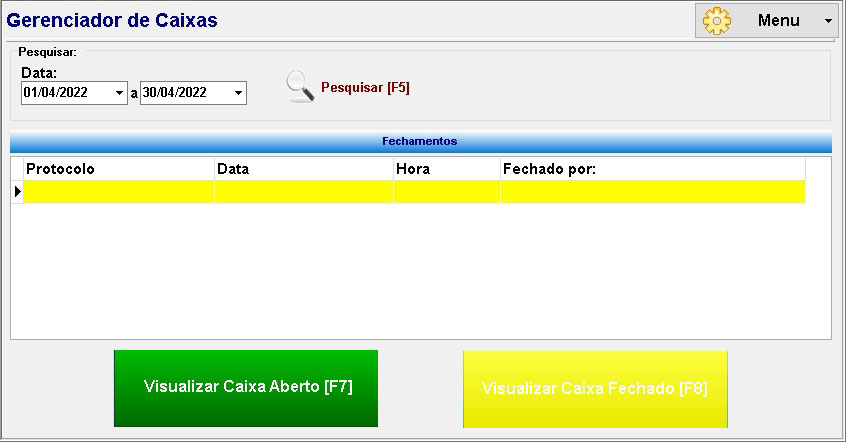 Gerenciador de Caixas
Menu
Pesquisar:
Data:
01/04/2022 a 30/04/2022
Pesquisar [F5]
Fechamentos
Protocolo Data Hora Fechado por:
Visualizar Caixa Aberto [F7]
Visualizar Caixa Fechado [F8]